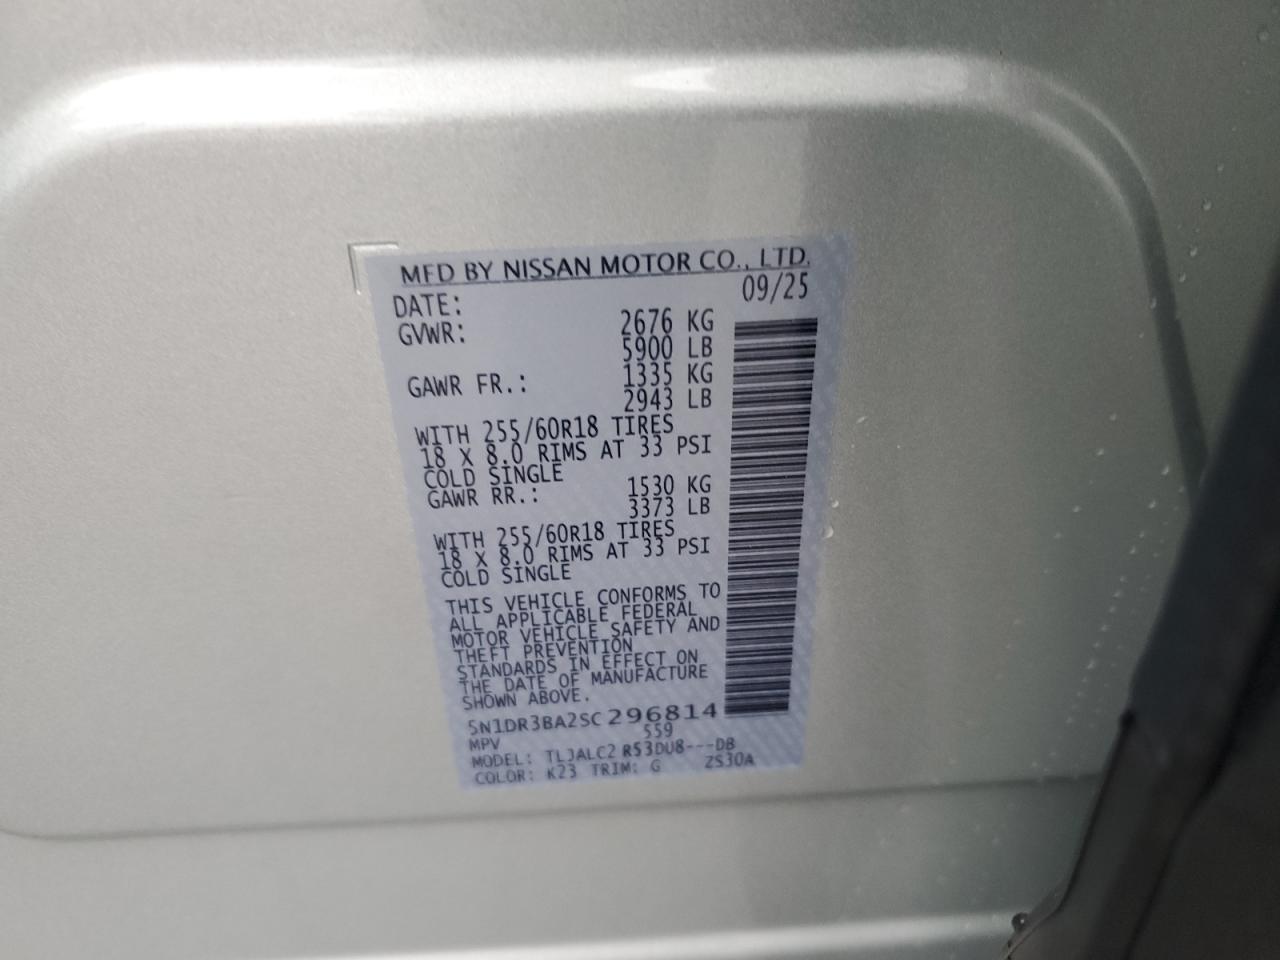 MFD BY NISSAN MOTOR CO., LTD.
DATE: 09/25
GVWR: 2676 KG
5900 LB
GAWR FR.: 1335 KG
2943 LB
WITH 255/60R18 TIRES
18 X 8.0 RIMS AT 33 PSI
COLD SINGLE
GAWR RR.: 1530 KG
3373 LB
WITH 255/60R18 TIRES
18 X 8.0 RIMS AT 33 PSI
COLD SINGLE
THIS VEHICLE CONFORMS TO
ALL APPLICABLE FEDERAL
MOTOR VEHICLE SAFETY AND
THEFT PREVENTION
STANDARDS IN EFFECT ON
THE DATE OF MANUFACTURE
SHOWN ABOVE.
5N1DR3BA2SC296814
MPV 559
MODEL: TLJALC2 R53DU8---DB
COLOR: K23 TRIM: G ZS30A